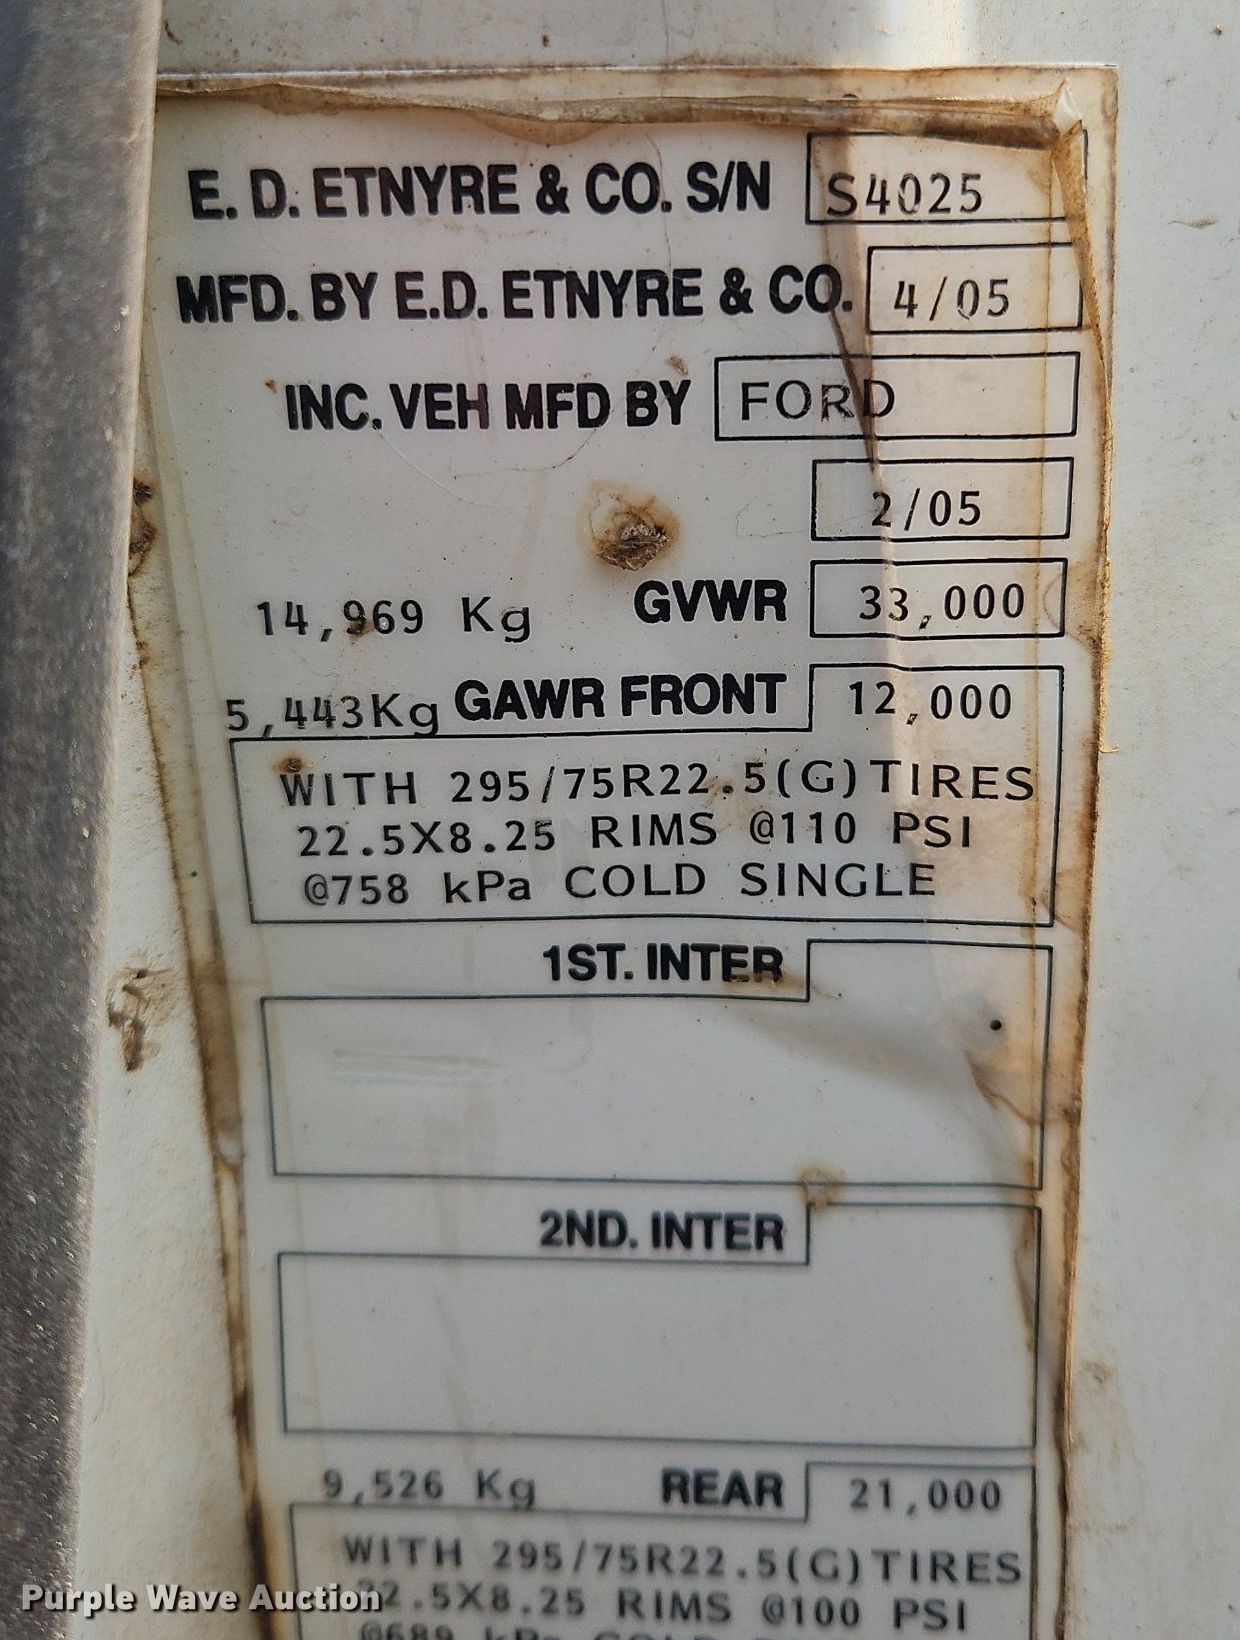 E. D. ETNYRE & CO. S/N S4025
MFD. BY E.D. ETNYRE & CO. 4/05
INC. VEH MFD BY FORD
2/05
14,969 Kg GVWR 33,000
5,443Kg GAWR FRONT 12,000
WITH 295/75R22.5(G)TIRES
22.5X8.25 RIMS @110 PSI
@758 kPa COLD SINGLE
1ST. INTER
2ND. INTER
9,526 Kg REAR 21,000
WITH 295/75R22.5(G)TIRES
22.5X8.25 RIMS @100 PSI
@689 kPa COLD
Purple Wave Auction